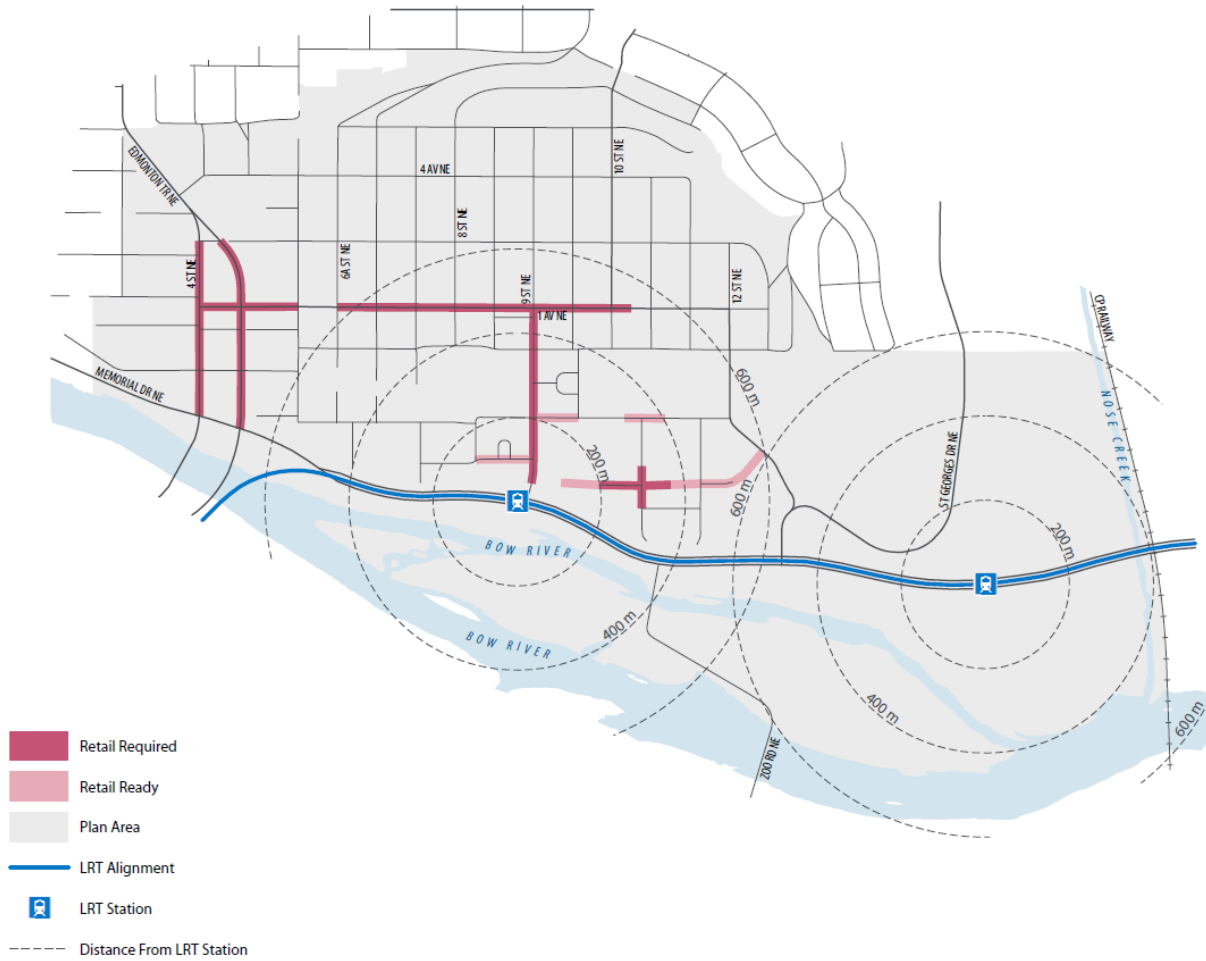 EDMONTON TR NE
4 AV NE
10 ST NE
8 ST NE
4 ST NE
6A ST NE
9 ST NE
12 ST NE
1 AV NE
CP RAILWAY
MEMORIAL DR NE
600 m
NOSE CREEK
200 m
600 m
ST GEORGES DR NE
200 m
BOW RIVER
400 m
BOW RIVER
400 m
600 m
ZOO RD NE
Retail Required
Retail Ready
Plan Area
LRT Alignment
LRT Station
Distance From LRT Station